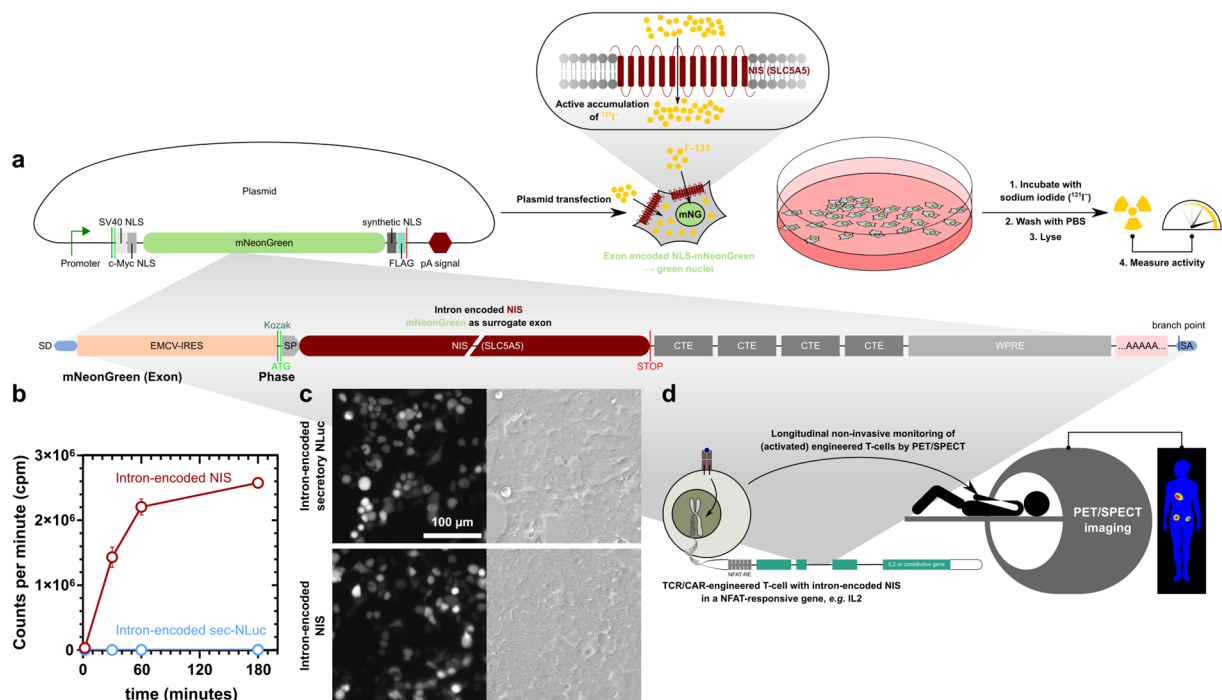 NIS (SLC5A5)
Active accumulation
of ¹³¹I⁻
a
Plasmid
SV40 NLS
synthetic NLS
mNeonGreen
Promoter
c-Myc NLS
FLAG
pA signal
Plasmid transfection
I⁻-131
mNG
Exon encoded NLS-mNeonGreen
→ green nuclei
1. Incubate with
sodium iodide (¹³¹I⁻)
2. Wash with PBS
3. Lyse
4. Measure activity
Intron encoded NIS
mNeonGreen as surrogate exon
Kozak
branch point
SD
EMCV-IRES
SP
NIS
(SLC5A5)
CTE
CTE
CTE
CTE
WPRE
...AAAAA...
SA
ATG
STOP
mNeonGreen (Exon)
Phase
b
Counts per minute (cpm)
3×10⁶
2×10⁶
1×10⁶
0
Intron-encoded NIS
Intron-encoded sec-NLuc
0
60
120
180
time (minutes)
c
Intron-encoded
secretory NLuc
100 µm
Intron-encoded
NIS
d
Longitudinal non-invasive monitoring of
(activated) engineered T-cells by PET/SPECT
PET/SPECT
imaging
NFAT-RE
IL2 or constitutive gene
TCR/CAR-engineered T-cell with intron-encoded NIS
in a NFAT-responsive gene, e.g. IL2